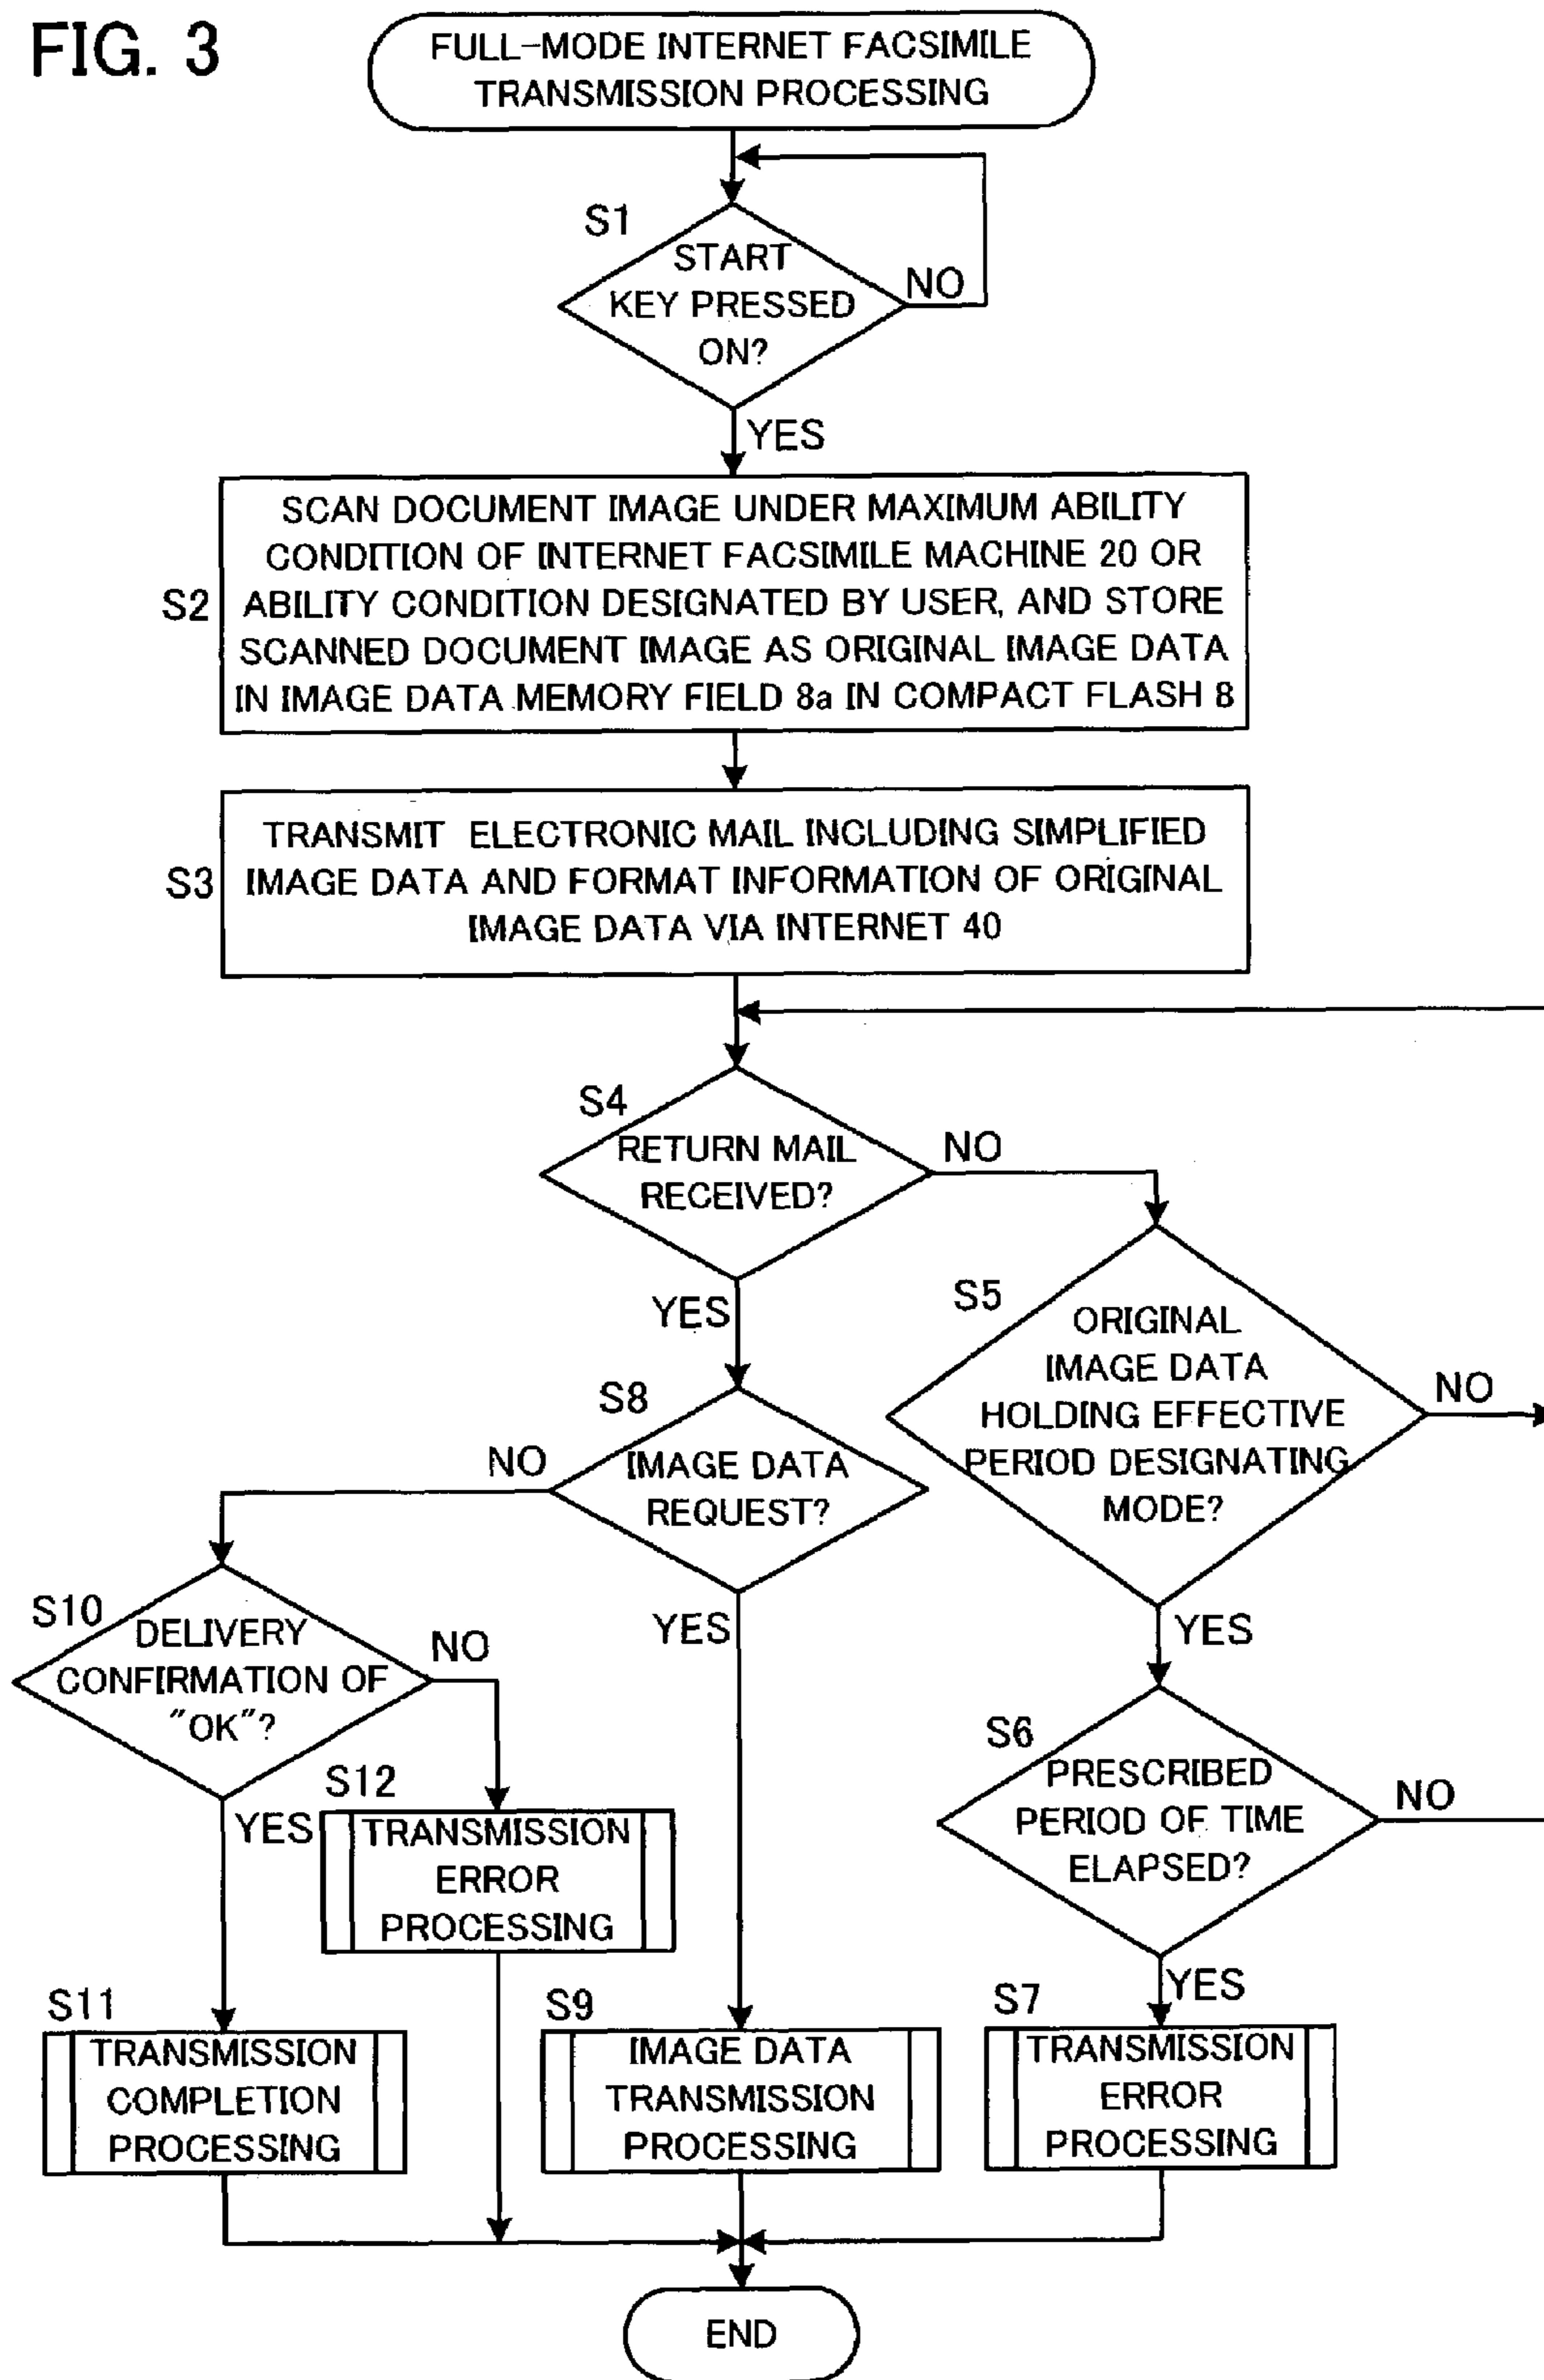 FIG. 3
FULL-MODE INTERNET FACSIMILE
TRANSMISSION PROCESSING
S1
START
KEY PRESSED
ON?
NO
YES
S2
SCAN DOCUMENT IMAGE UNDER MAXIMUM ABILITY
CONDITION OF INTERNET FACSIMILE MACHINE 20 OR
ABILITY CONDITION DESIGNATED BY USER, AND STORE
SCANNED DOCUMENT IMAGE AS ORIGINAL IMAGE DATA
IN IMAGE DATA MEMORY FIELD 8a IN COMPACT FLASH 8
S3
TRANSMIT ELECTRONIC MAIL INCLUDING SIMPLIFIED
IMAGE DATA AND FORMAT INFORMATION OF ORIGINAL
IMAGE DATA VIA INTERNET 40
S4
RETURN MAIL
RECEIVED?
NO
YES
S5
ORIGINAL
IMAGE DATA
HOLDING EFFECTIVE
PERIOD DESIGNATING
MODE?
NO
YES
S8
IMAGE DATA
REQUEST?
NO
YES
S10
DELIVERY
CONFIRMATION OF
"OK"?
NO
YES
S6
PRESCRIBED
PERIOD OF TIME
ELAPSED?
NO
YES
S12
TRANSMISSION
ERROR
PROCESSING
S11
TRANSMISSION
COMPLETION
PROCESSING
S9
IMAGE DATA
TRANSMISSION
PROCESSING
S7
TRANSMISSION
ERROR
PROCESSING
END